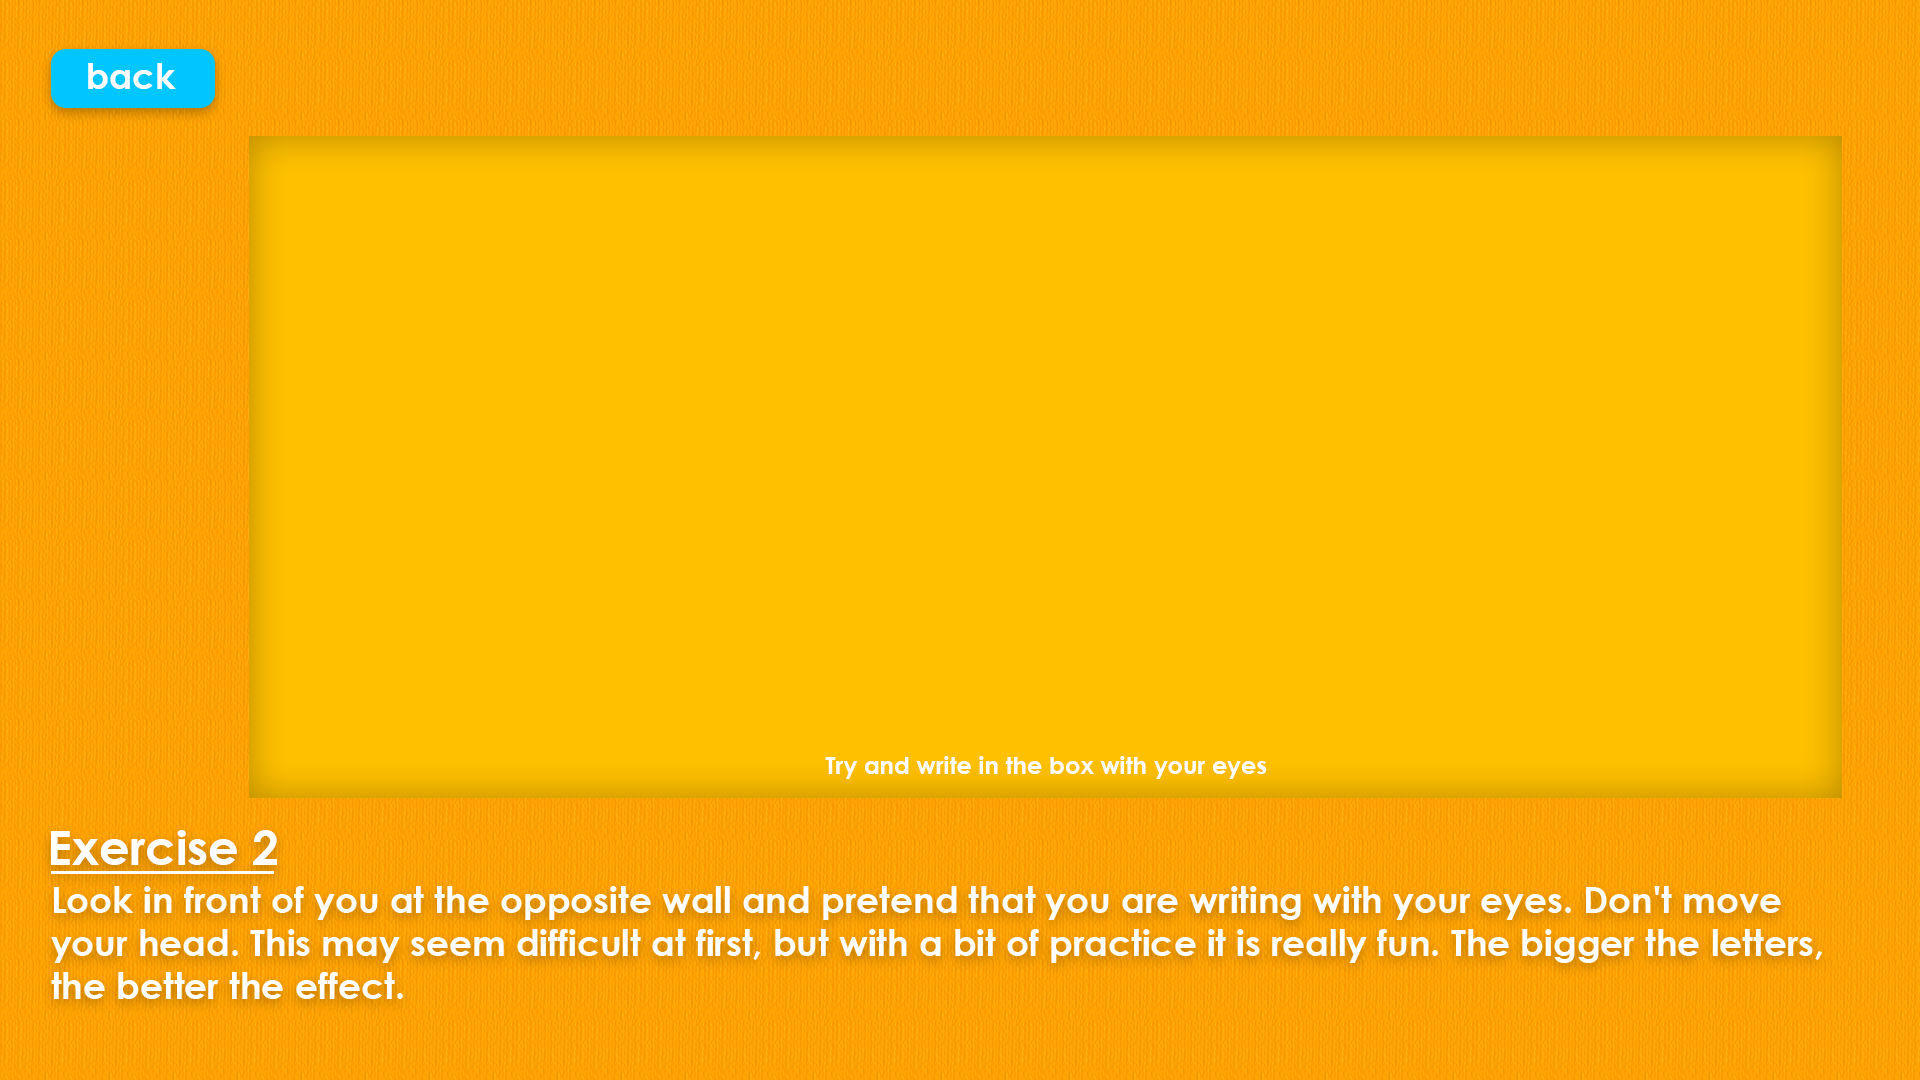 back
Try and write in the box with your eyes
Exercise 2
Look in front of you at the opposite wall and pretend that you are writing with your eyes. Don't move
your head. This may seem difficult at first, but with a bit of practice it is really fun. The bigger the letters,
the better the effect.